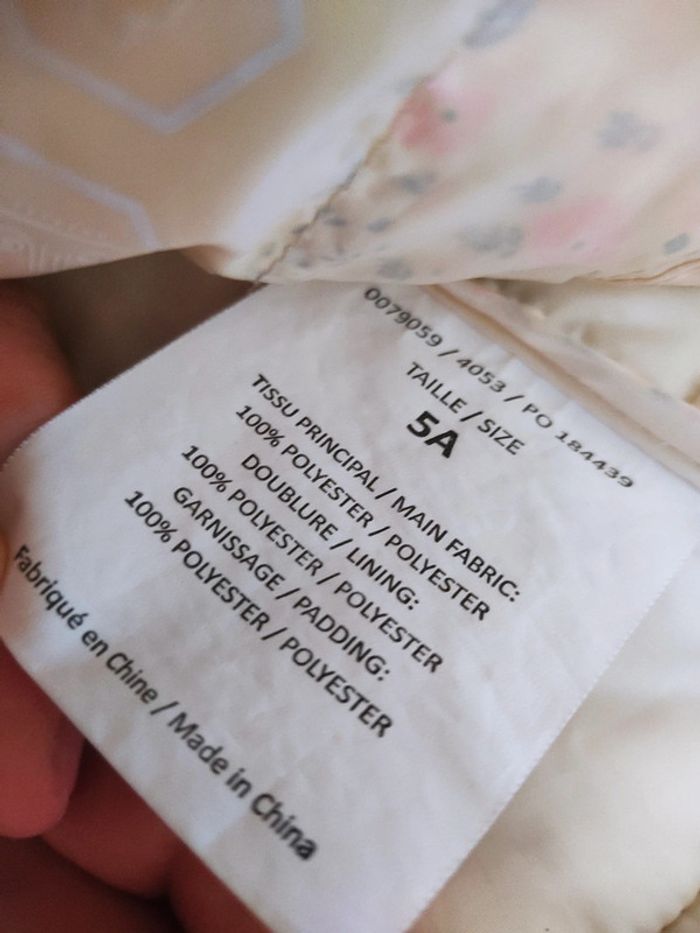 0079059 / 4053 / PO 184439
TAILLE / SIZE
5A
TISSU PRINCIPAL / MAIN FABRIC:
100% POLYESTER / POLYESTER
DOUBLURE / LINING:
100% POLYESTER / POLYESTER
GARNISSAGE / PADDING:
100% POLYESTER / POLYESTER
Fabriqué en Chine / Made in China